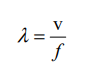 λ = v / f